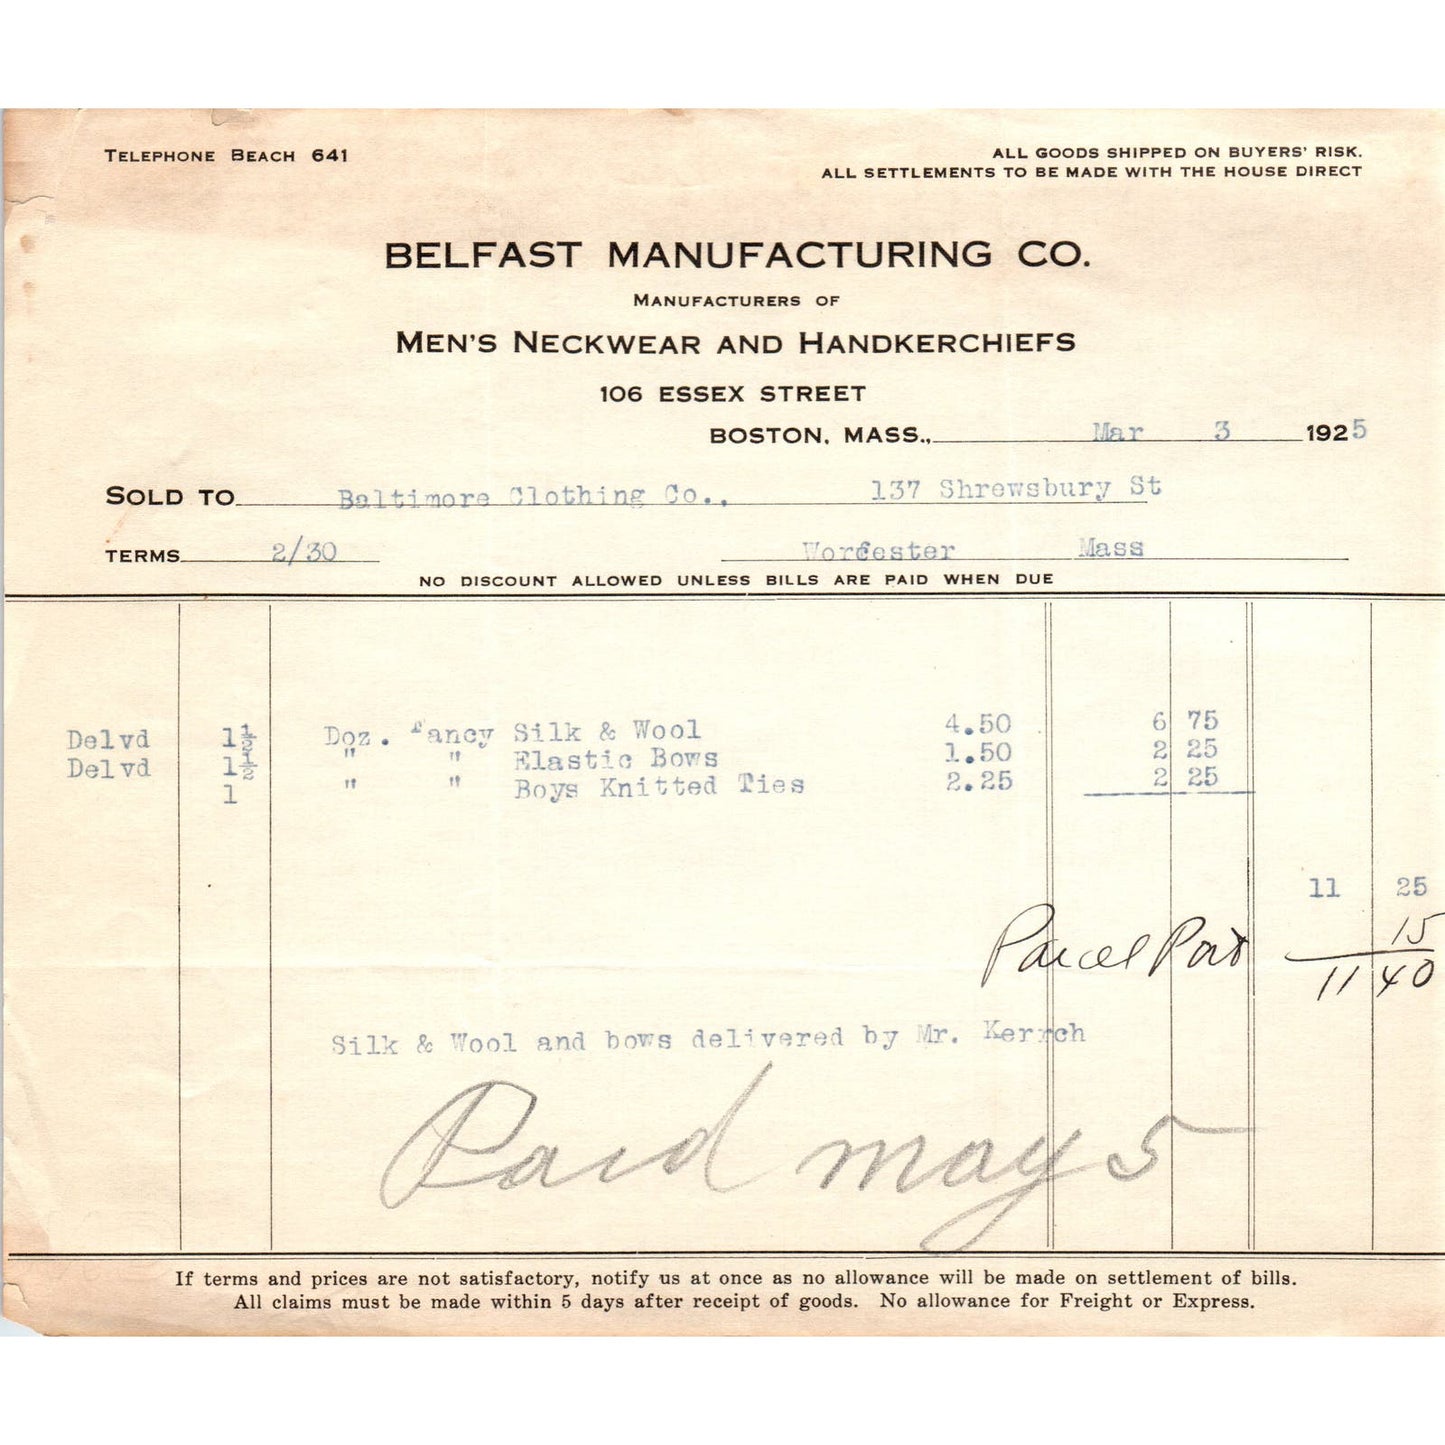 TELEPHONE BEACH 641
ALL GOODS SHIPPED ON BUYERS' RISK.
ALL SETTLEMENTS TO BE MADE WITH THE HOUSE DIRECT
BELFAST MANUFACTURING CO.
MANUFACTURERS OF
MEN'S NECKWEAR AND HANDKERCHIEFS
106 ESSEX STREET
BOSTON, MASS., Mar 3 1925
SOLD TO Baltimore Clothing Co., 137 Shrewsbury St
TERMS 2/30 Worcester Mass
NO DISCOUNT ALLOWED UNLESS BILLS ARE PAID WHEN DUE
Delvd 1½ Doz. Fancy Silk & Wool 4.50 6 75
Delvd 1½ " " Elastic Bows 1.50 2 25
1 " " Boys Knitted Ties 2.25 2 25
11 25
Parcel Post 15
11 40
Silk & Wool and bows delivered by Mr. Kerrch
Paid May 5
If terms and prices are not satisfactory, notify us at once as no allowance will be made on settlement of bills.
All claims must be made within 5 days after receipt of goods. No allowance for Freight or Express.